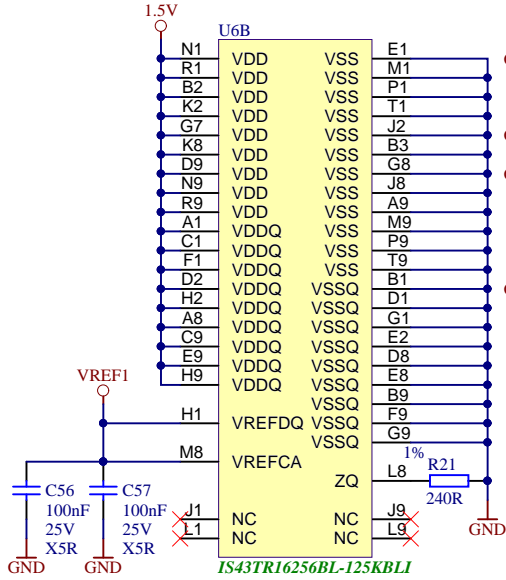 1.5V
U6B
N1 VDD VSS E1
R1 VDD VSS M1
B2 VDD VSS P1
K2 VDD VSS T1
G7 VDD VSS J2
K8 VDD VSS B3
D9 VDD VSS G8
N9 VDD VSS J8
R9 VDD VSS A9
A1 VDDQ VSS M9
C1 VDDQ VSS P9
F1 VDDQ VSS T9
D2 VDDQ VSSQ B1
H2 VDDQ VSSQ D1
A8 VDDQ VSSQ G1
C9 VDDQ VSSQ E2
E9 VDDQ VSSQ D8
H9 VDDQ VSSQ E8
VSSQ B9
VREF1
H1 VREFDQ VSSQ F9
VSSQ G9
M8 VREFCA
1%
ZQ L8 R21
240R
C56 C57
100nF 100nF
25V 25V
X5R X5R
J1 NC NC J9
L1 NC NC L9
GND GND GND
IS43TR16256BL-125KBLI